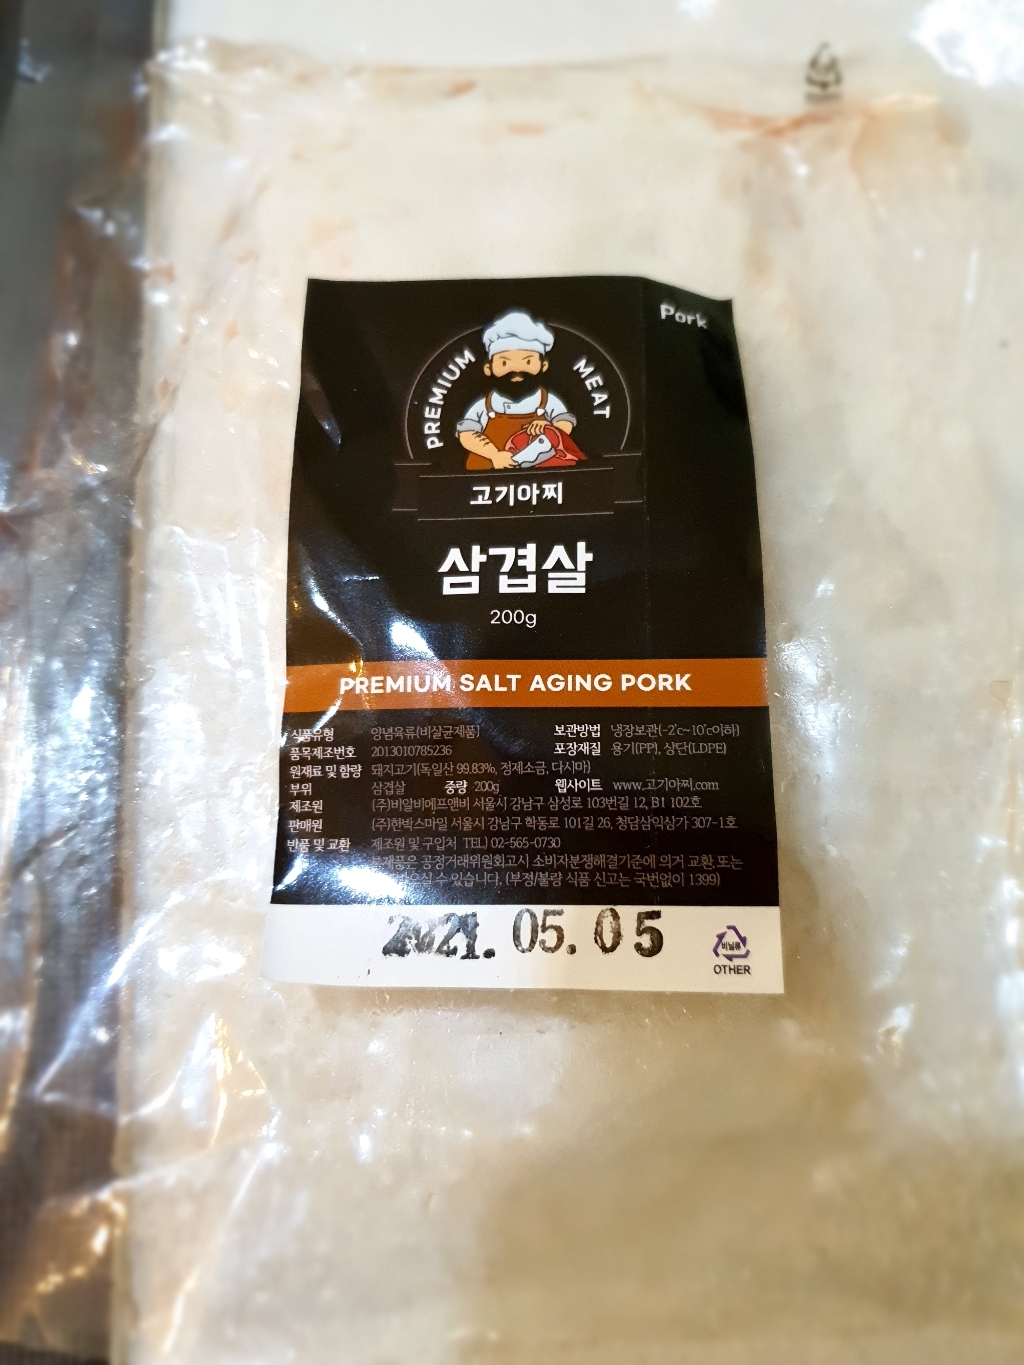 Pork
PREMIUM MEAT
고기아찌
삼겹살
200g
PREMIUM SALT AGING PORK
식품유형 양념육류(비살균제품) 보관방법 냉장보관(-2℃~10℃이하)
품목제조번호 2013010785236 포장재질 용기(PP), 상단(LDPE)
원재료 및 함량 돼지고기(독일산 99.83%, 정제소금, 다시마)
부위 삼겹살 중량 200g 웹사이트 www.고기아찌.com
제조원 (주)비알비에프앤비 서울시 강남구 삼성로 103번길 12, B1 102호
판매원 (주)한박스마일 서울시 강남구 학동로 101길 26, 청담삼익상가 307-1호
반품 및 교환 제조원 및 구입처 TEL) 02-565-0730
본제품은 공정거래위원회고시 소비자분쟁해결기준에 의거 교환 또는
수 있습니다. (부정/불량 식품 신고는 국번없이 1399)
2021. 05. 05
비닐류
OTHER